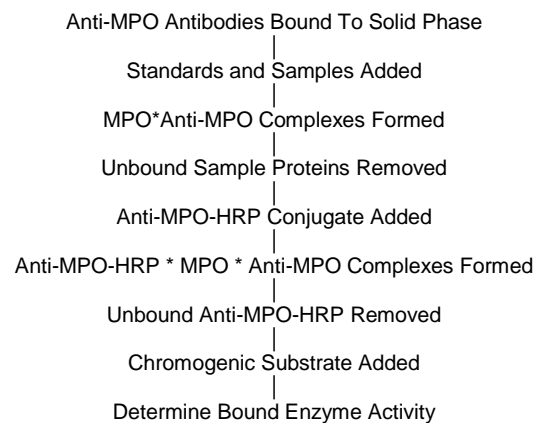 Anti-MPO Antibodies Bound To Solid Phase
Standards and Samples Added
MPO*Anti-MPO Complexes Formed
Unbound Sample Proteins Removed
Anti-MPO-HRP Conjugate Added
Anti-MPO-HRP * MPO * Anti-MPO Complexes Formed
Unbound Anti-MPO-HRP Removed
Chromogenic Substrate Added
Determine Bound Enzyme Activity